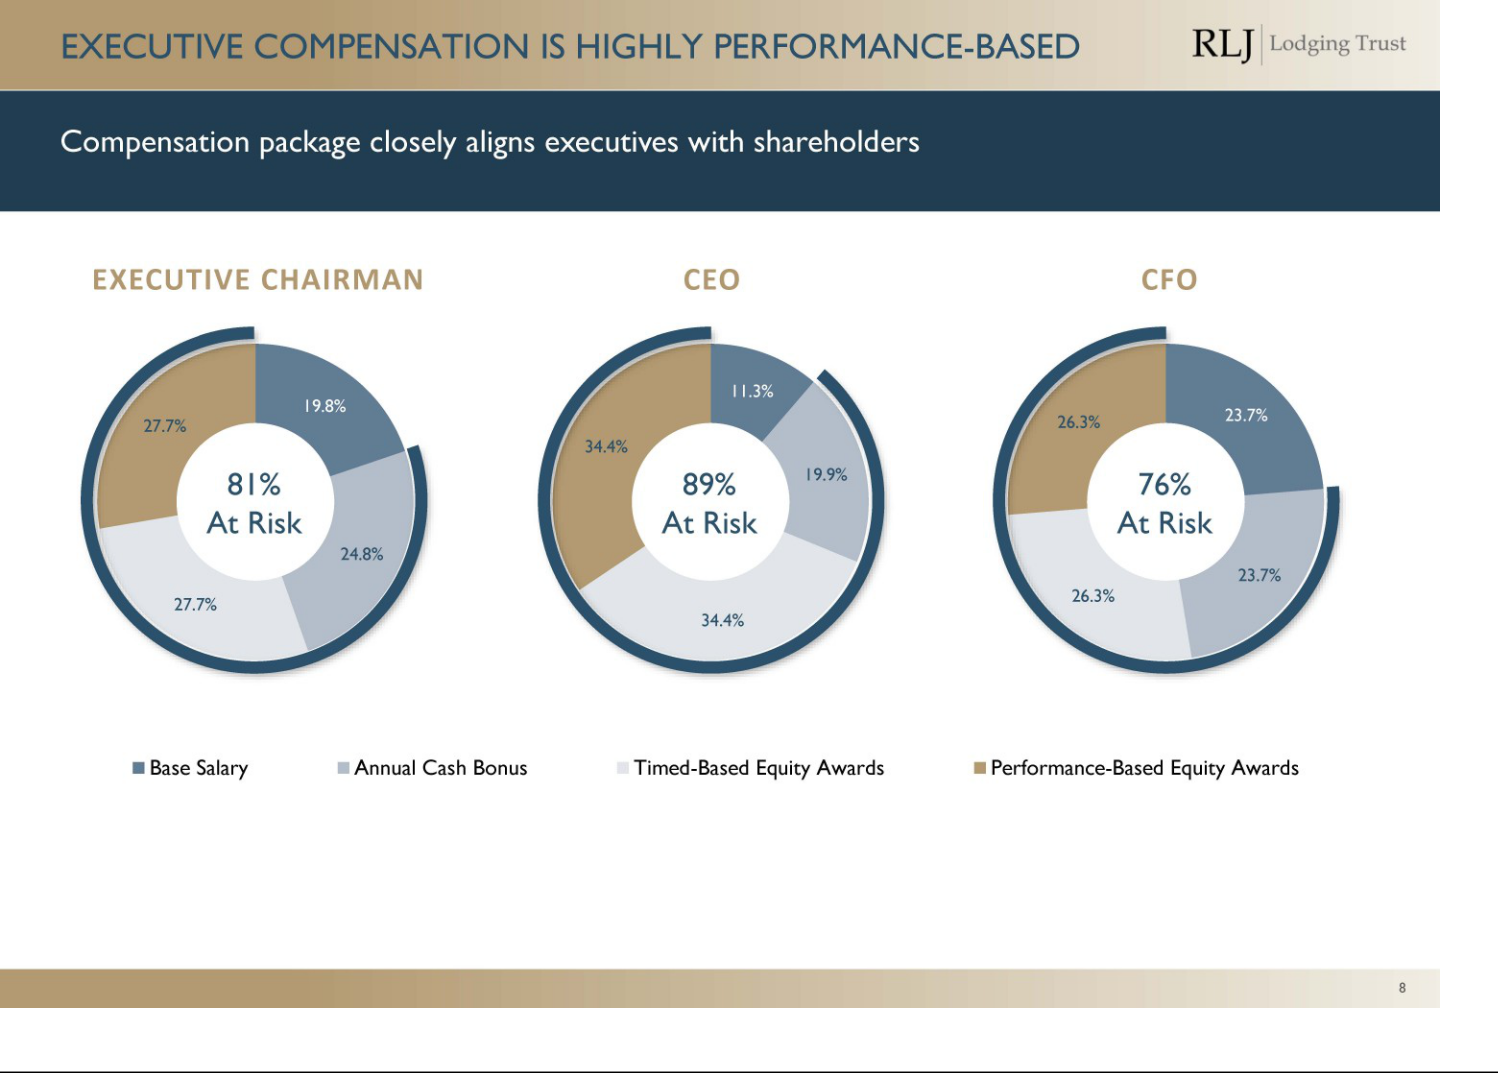 EXECUTIVE COMPENSATION IS HIGHLY PERFORMANCE-BASED
RLJ Lodging Trust
Compensation package closely aligns executives with shareholders
EXECUTIVE CHAIRMAN
19.8%
24.8%
27.7%
27.7%
81%
At Risk
CEO
11.3%
19.9%
34.4%
34.4%
89%
At Risk
CFO
23.7%
23.7%
26.3%
26.3%
76%
At Risk
Base Salary
Annual Cash Bonus
Timed-Based Equity Awards
Performance-Based Equity Awards
8